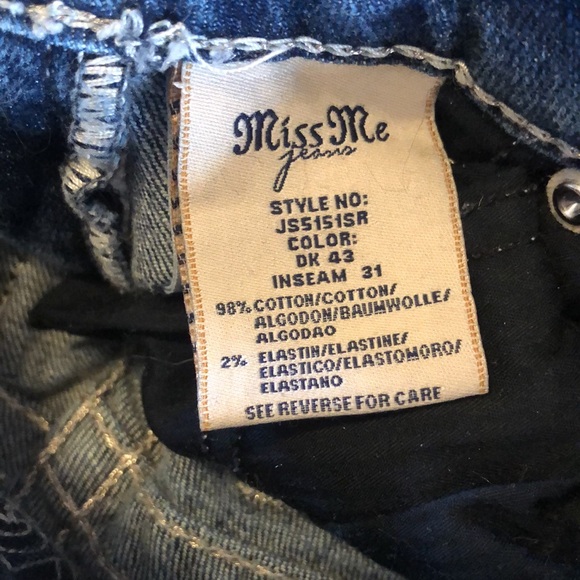 Miss Me
jeans
STYLE NO:
JS5151SR
COLOR:
DK 43
INSEAM 31
98% COTTON/COTTON/
ALGODON/BAUMWOLLE/
ALGODAO
2% ELASTIN/ELASTINE/
ELASTICO/ELASTOMORO/
ELASTANO
SEE REVERSE FOR CARE